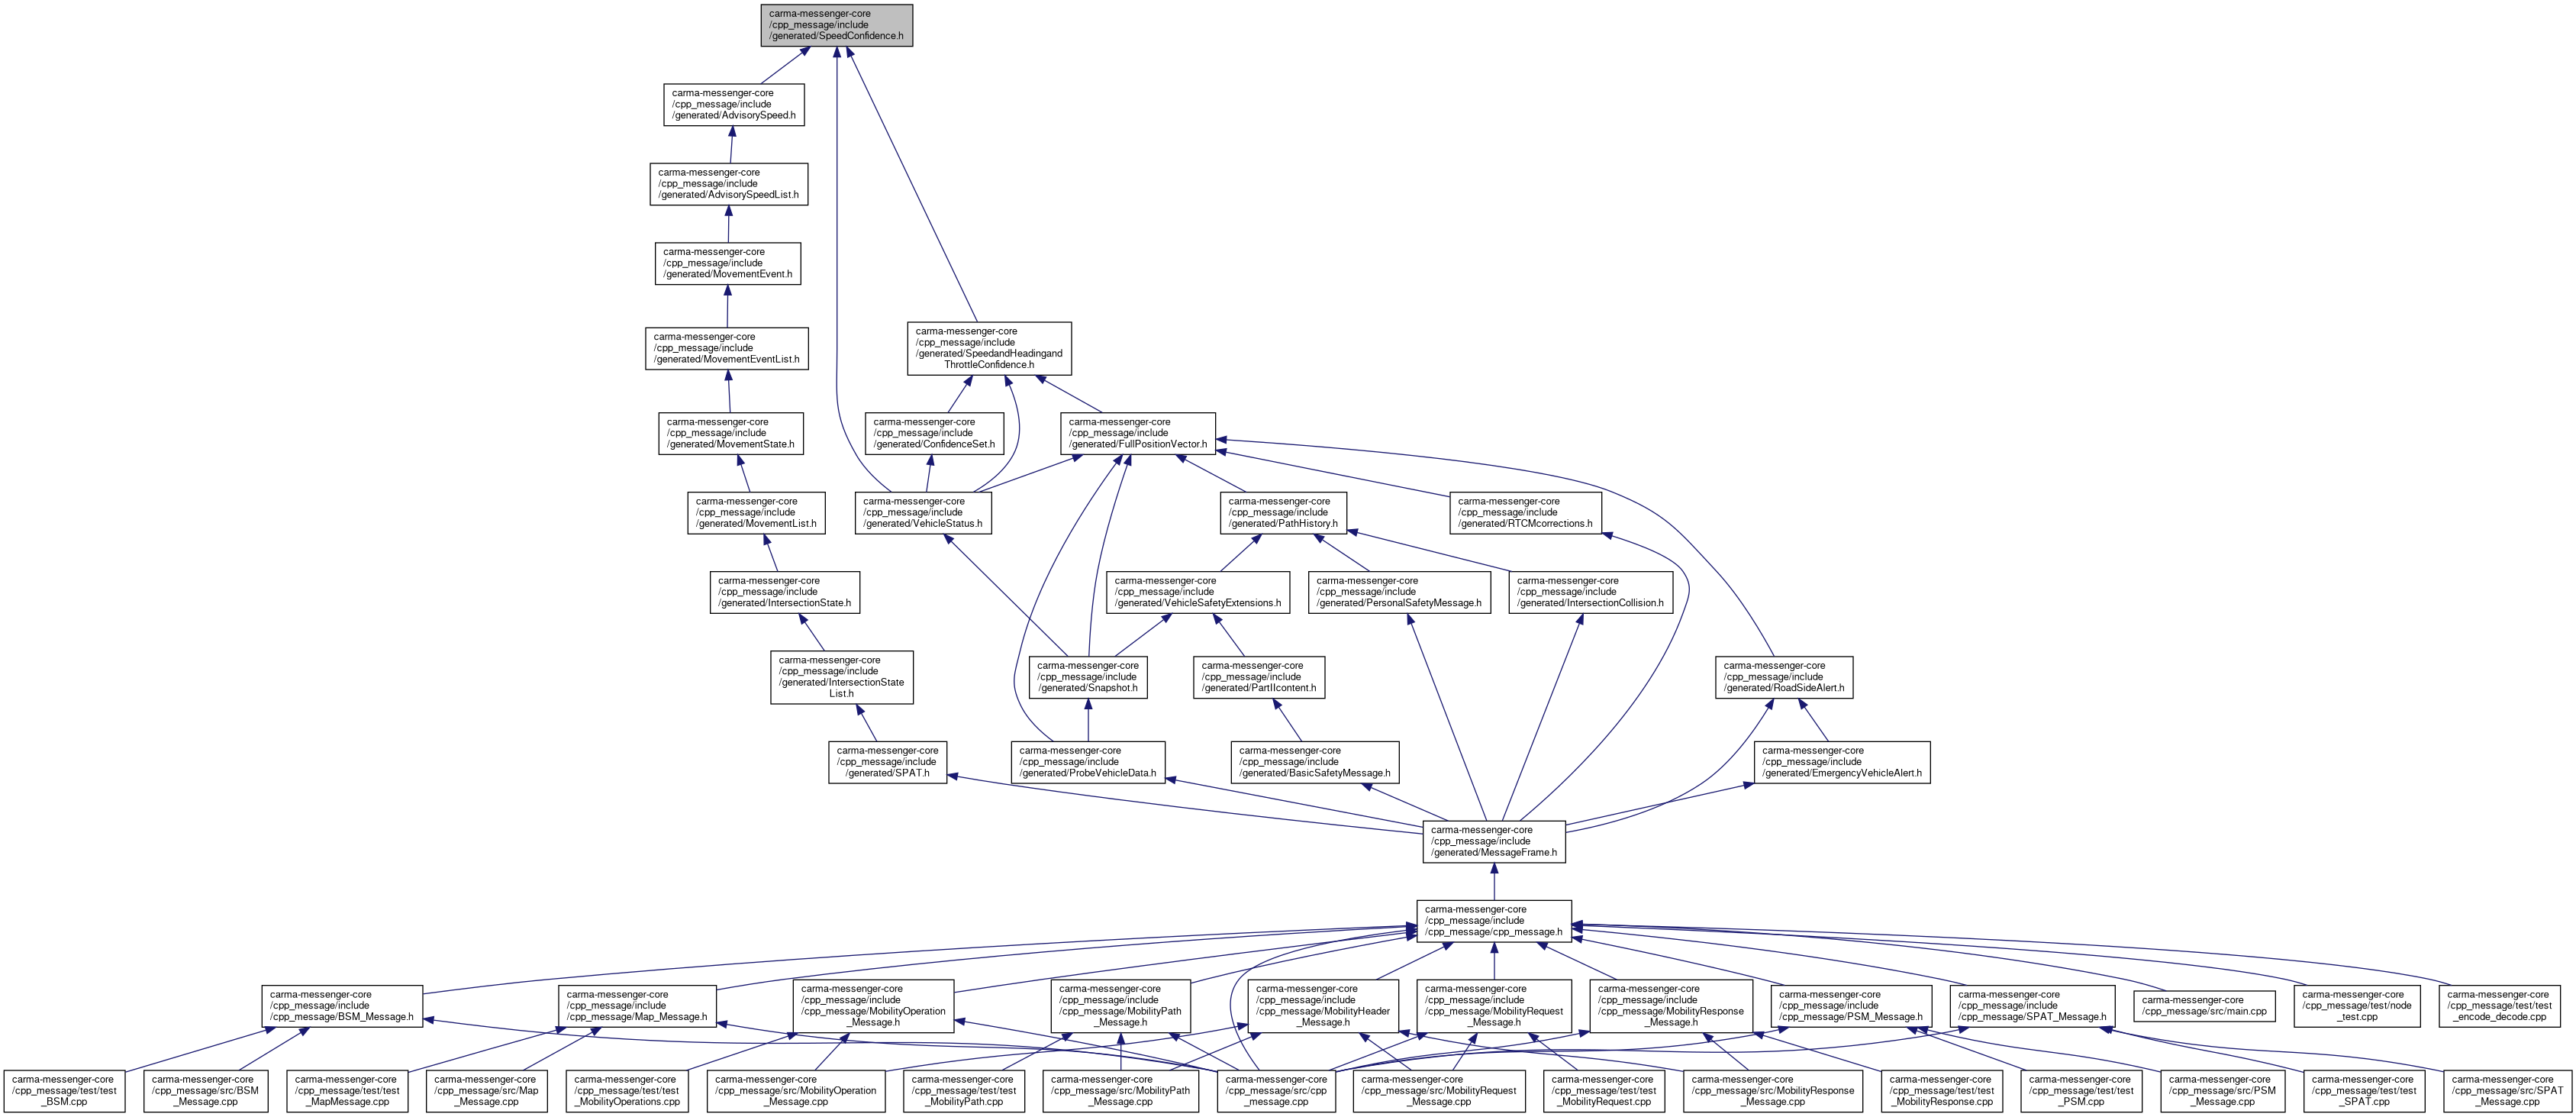 carma-messenger-core
/cpp_message/include
/generated/SpeedConfidence.h
carma-messenger-core
/cpp_message/include
/generated/AdvisorySpeed.h
carma-messenger-core
/cpp_message/include
/generated/AdvisorySpeedList.h
carma-messenger-core
/cpp_message/include
/generated/MovementEvent.h
carma-messenger-core
/cpp_message/include
/generated/MovementEventList.h
carma-messenger-core
/cpp_message/include
/generated/SpeedandHeadingand
ThrottleConfidence.h
carma-messenger-core
/cpp_message/include
/generated/MovementState.h
carma-messenger-core
/cpp_message/include
/generated/ConfidenceSet.h
carma-messenger-core
/cpp_message/include
/generated/FullPositionVector.h
carma-messenger-core
/cpp_message/include
/generated/MovementList.h
carma-messenger-core
/cpp_message/include
/generated/VehicleStatus.h
carma-messenger-core
/cpp_message/include
/generated/PathHistory.h
carma-messenger-core
/cpp_message/include
/generated/RTCMcorrections.h
carma-messenger-core
/cpp_message/include
/generated/IntersectionState.h
carma-messenger-core
/cpp_message/include
/generated/VehicleSafetyExtensions.h
carma-messenger-core
/cpp_message/include
/generated/PersonalSafetyMessage.h
carma-messenger-core
/cpp_message/include
/generated/IntersectionCollision.h
carma-messenger-core
/cpp_message/include
/generated/IntersectionState
List.h
carma-messenger-core
/cpp_message/include
/generated/Snapshot.h
carma-messenger-core
/cpp_message/include
/generated/PartIIcontent.h
carma-messenger-core
/cpp_message/include
/generated/RoadSideAlert.h
carma-messenger-core
/cpp_message/include
/generated/SPAT.h
carma-messenger-core
/cpp_message/include
/generated/ProbeVehicleData.h
carma-messenger-core
/cpp_message/include
/generated/BasicSafetyMessage.h
carma-messenger-core
/cpp_message/include
/generated/EmergencyVehicleAlert.h
carma-messenger-core
/cpp_message/include
/generated/MessageFrame.h
carma-messenger-core
/cpp_message/include
/cpp_message/cpp_message.h
carma-messenger-core
/cpp_message/include
/cpp_message/BSM_Message.h
carma-messenger-core
/cpp_message/include
/cpp_message/Map_Message.h
carma-messenger-core
/cpp_message/include
/cpp_message/MobilityOperation
_Message.h
carma-messenger-core
/cpp_message/include
/cpp_message/MobilityPath
_Message.h
carma-messenger-core
/cpp_message/include
/cpp_message/MobilityHeader
_Message.h
carma-messenger-core
/cpp_message/include
/cpp_message/MobilityRequest
_Message.h
carma-messenger-core
/cpp_message/include
/cpp_message/MobilityResponse
_Message.h
carma-messenger-core
/cpp_message/include
/cpp_message/PSM_Message.h
carma-messenger-core
/cpp_message/include
/cpp_message/SPAT_Message.h
carma-messenger-core
/cpp_message/src/main.cpp
carma-messenger-core
/cpp_message/test/node
_test.cpp
carma-messenger-core
/cpp_message/test/test
_encode_decode.cpp
carma-messenger-core
/cpp_message/test/test
_BSM.cpp
carma-messenger-core
/cpp_message/src/BSM
_Message.cpp
carma-messenger-core
/cpp_message/test/test
_MapMessage.cpp
carma-messenger-core
/cpp_message/src/Map
_Message.cpp
carma-messenger-core
/cpp_message/test/test
_MobilityOperations.cpp
carma-messenger-core
/cpp_message/src/MobilityOperation
_Message.cpp
carma-messenger-core
/cpp_message/test/test
_MobilityPath.cpp
carma-messenger-core
/cpp_message/src/MobilityPath
_Message.cpp
carma-messenger-core
/cpp_message/src/cpp
_message.cpp
carma-messenger-core
/cpp_message/src/MobilityRequest
_Message.cpp
carma-messenger-core
/cpp_message/test/test
_MobilityRequest.cpp
carma-messenger-core
/cpp_message/src/MobilityResponse
_Message.cpp
carma-messenger-core
/cpp_message/test/test
_MobilityResponse.cpp
carma-messenger-core
/cpp_message/test/test
_PSM.cpp
carma-messenger-core
/cpp_message/src/PSM
_Message.cpp
carma-messenger-core
/cpp_message/test/test
_SPAT.cpp
carma-messenger-core
/cpp_message/src/SPAT
_Message.cpp